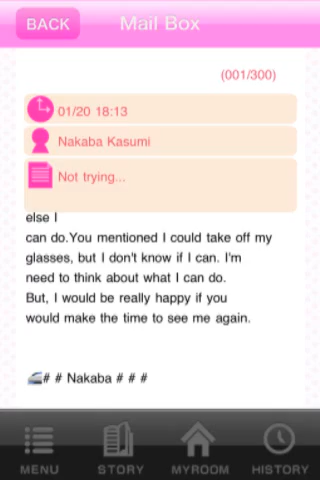 BACK
Mail Box
(001/300)
01/20 18:13
Nakaba Kasumi
Not trying...
else I
can do.You mentioned I could take off my
glasses, but I don't know if I can. I'm
need to think about what I can do.
But, I would be really happy if you
would make the time to see me again.
🚄# # Nakaba # # #
MENU
STORY
MYROOM
HISTORY